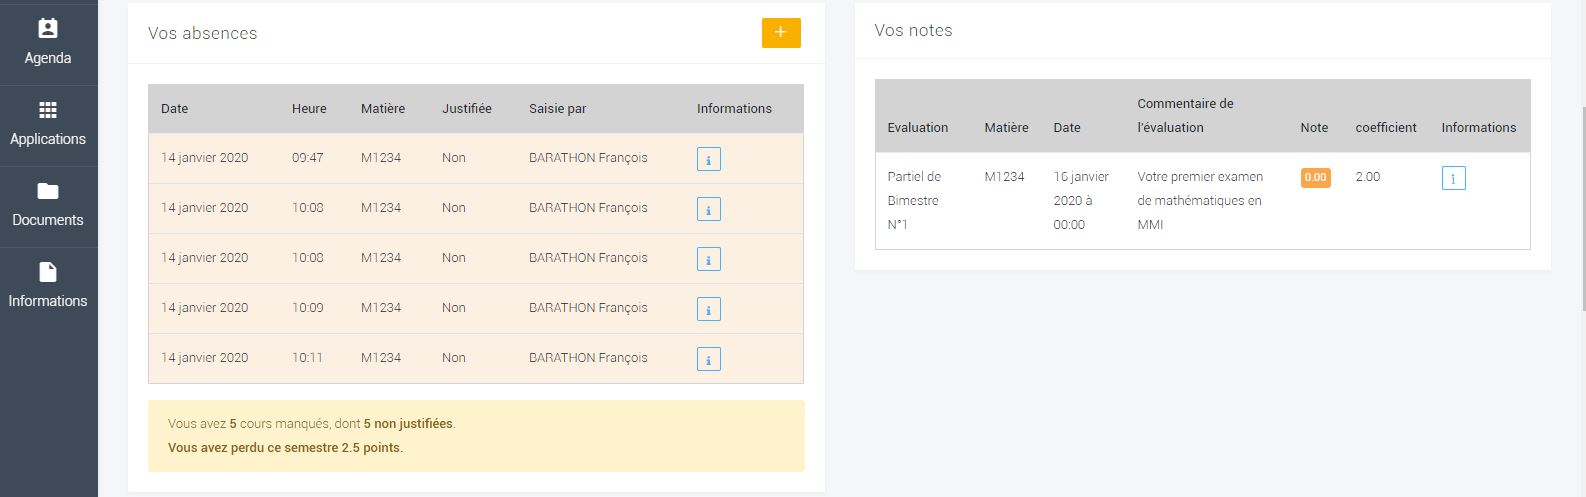 Agenda
Applications
Documents
Informations
Vos absences
+
Date Heure Matière Justifiée Saisie par Informations
14 janvier 2020 09:47 M1234 Non BARATHON François i
14 janvier 2020 10:08 M1234 Non BARATHON François i
14 janvier 2020 10:08 M1234 Non BARATHON François i
14 janvier 2020 10:09 M1234 Non BARATHON François i
14 janvier 2020 10:11 M1234 Non BARATHON François i
Vous avez 5 cours manqués, dont 5 non justifiées.
Vous avez perdu ce semestre 2.5 points.
Vos notes
Commentaire de
Evaluation Matière Date l'évaluation Note coefficient Informations
Partiel de M1234 16 janvier Votre premier examen 0.00 2.00 i
Bimestre 2020 à de mathématiques en
N°1 00:00 MMI